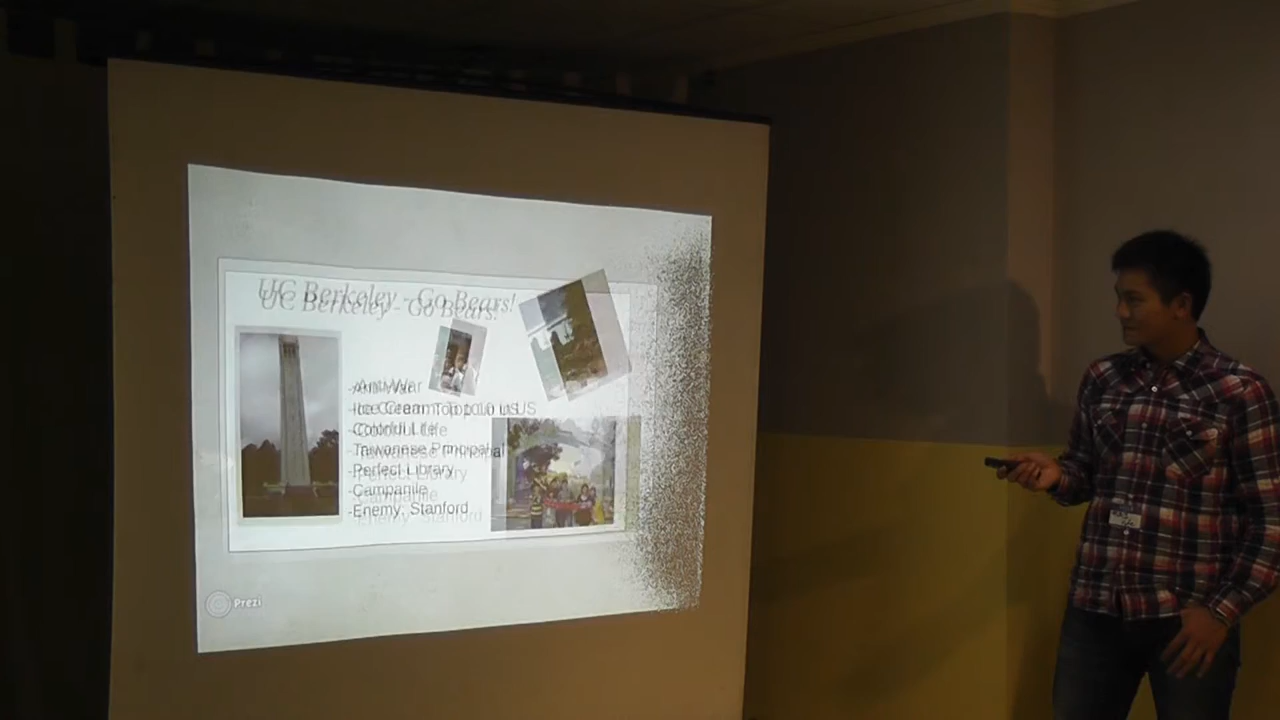 UC Berkeley - Go Bears!
-Anti-War
-Ice Cream: Top 10 in US
-Colorful Life
-Taiwanese Principal
-Perfect Library
-Campanile
-Enemy: Stanford
Prezi